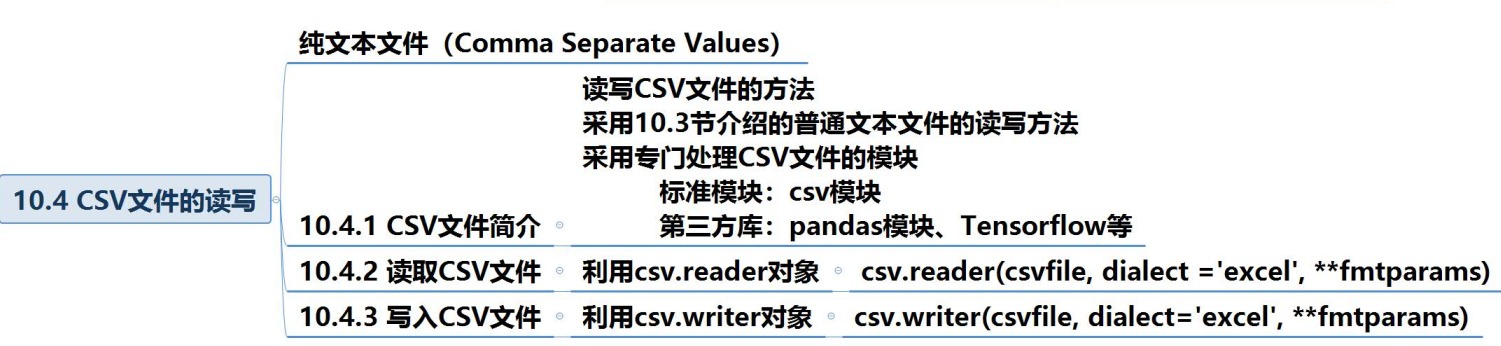 纯文本文件（Comma Separate Values）
读写CSV文件的方法
采用10.3节介绍的普通文本文件的读写方法
采用专门处理CSV文件的模块
标准模块：csv模块
10.4 CSV文件的读写
10.4.1 CSV文件简介
第三方库：pandas模块、Tensorflow等
10.4.2 读取CSV文件 利用csv.reader对象 csv.reader(csvfile, dialect ='excel', **fmtparams)
10.4.3 写入CSV文件 利用csv.writer对象 csv.writer(csvfile, dialect='excel', **fmtparams)